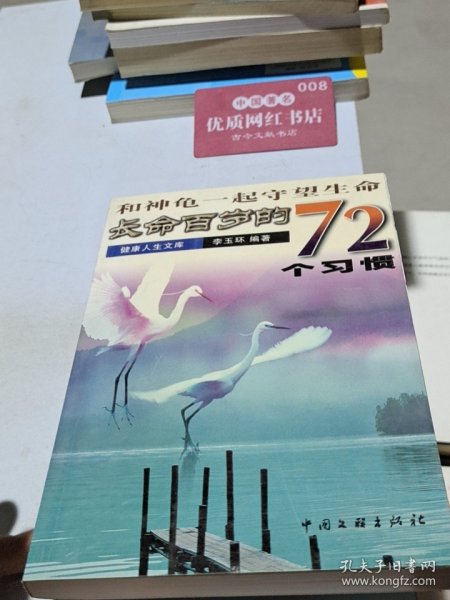 008
中国著名
优质网红书店
古今文献书店
和神龟一起守望生命
长命百岁的72
个习惯
健康人生文库 李玉环 编著
中国文联出版社
孔夫子旧书网
www.kongfz.com